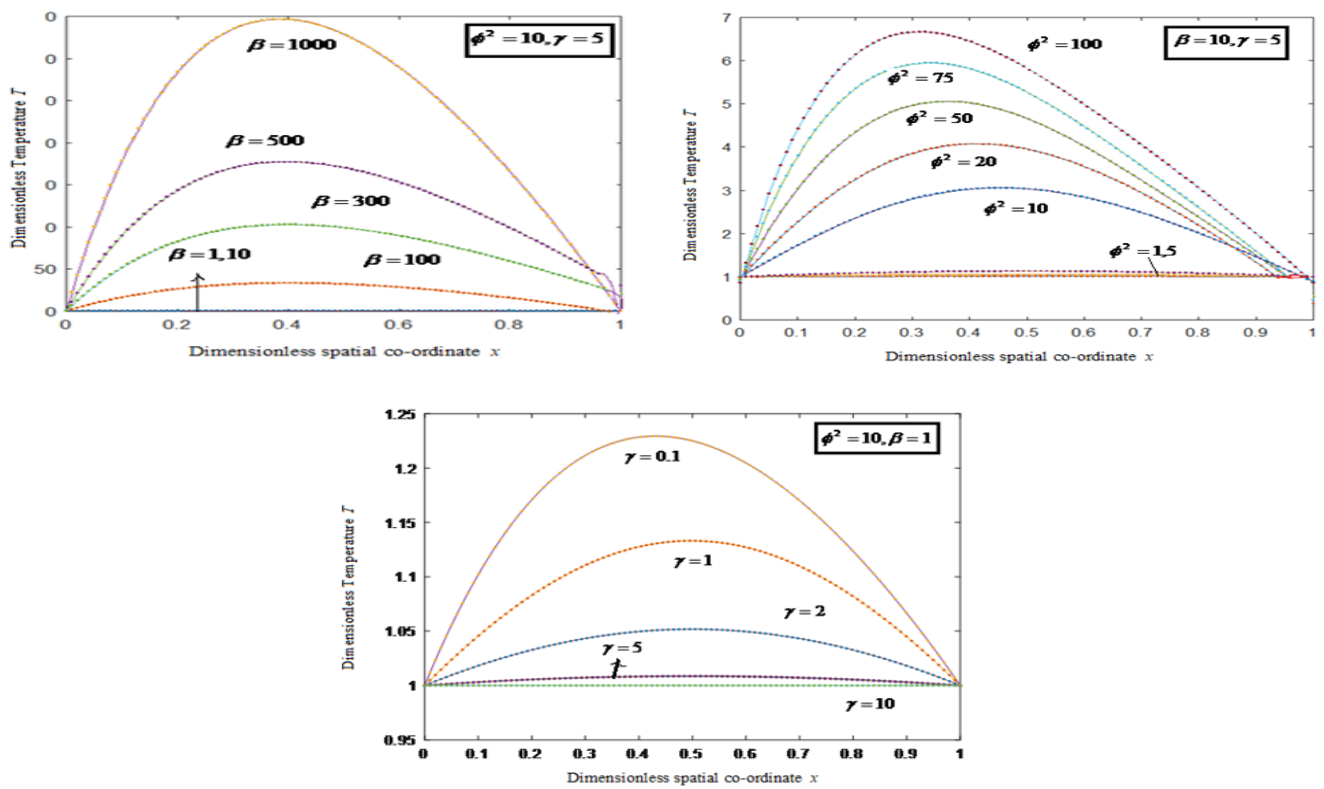 0
0
0
0
0
0
50
0
Dimensionless Temperature T
β=1000
ϕ²=10,γ=5
β=500
β=300
β=1,10
β=100
0 0.2 0.4 0.6 0.8 1
Dimensionless spatial co-ordinate x
7
6
5
4
3
2
1
0
Dimensionless Temperature T
ϕ²=100
β=10,γ=5
ϕ²=75
ϕ²=50
ϕ²=20
ϕ²=10
ϕ²=1,5
0 0.1 0.2 0.3 0.4 0.5 0.6 0.7 0.8 0.9 1
Dimensionless spatial co-ordinate x
1.25
1.2
1.15
1.1
1.05
1
0.95
Dimensionless Temperature T
ϕ²=10,β=1
γ=0.1
γ=1
γ=2
γ=5
γ=10
0 0.1 0.2 0.3 0.4 0.5 0.6 0.7 0.8 0.9 1
Dimensionless spatial co-ordinate x